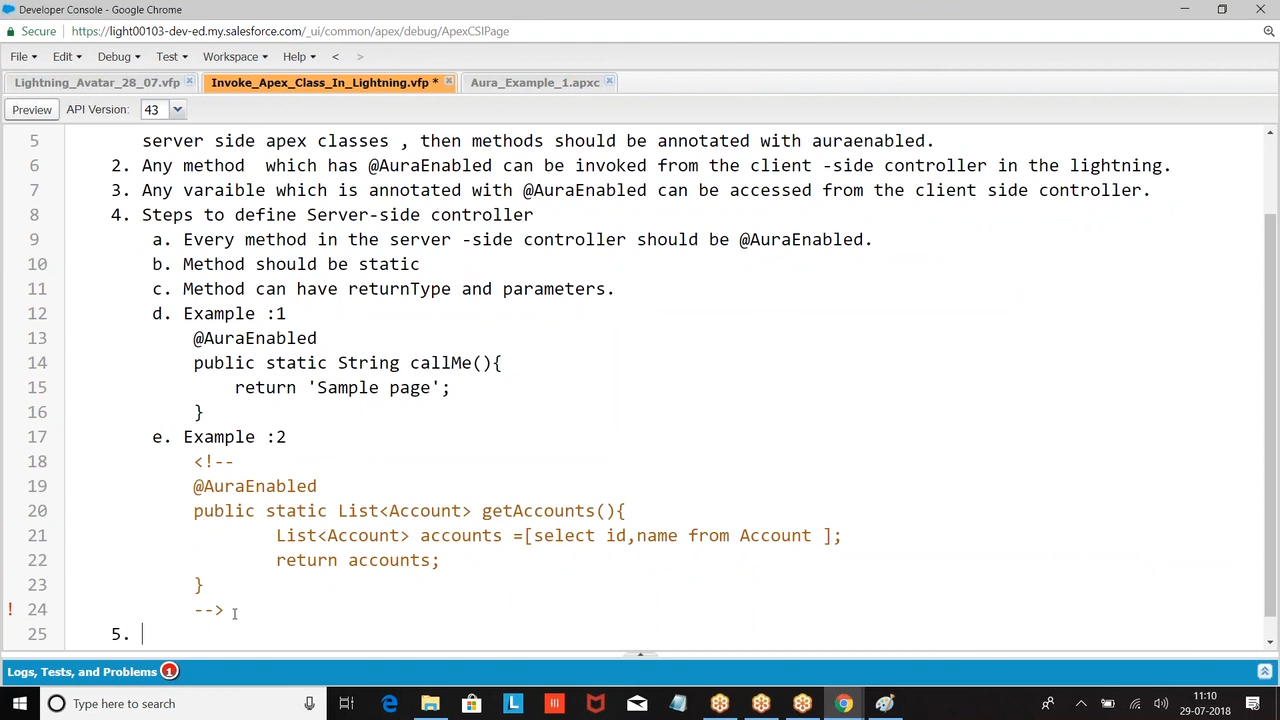 Developer Console - Google Chrome
Secure https://light00103-dev-ed.my.salesforce.com/_ui/common/apex/debug/ApexCSIPage
File Edit Debug Test Workspace Help < >
Lightning_Avatar_28_07.vfp Invoke_Apex_Class_In_Lightning.vfp * Aura_Example_1.apxc
Preview API Version: 43
5 server side apex classes , then methods should be annotated with auraenabled.
6 2. Any method which has @AuraEnabled can be invoked from the client -side controller in the lightning.
7 3. Any varaible which is annotated with @AuraEnabled can be accessed from the client side controller.
8 4. Steps to define Server-side controller
9 a. Every method in the server -side controller should be @AuraEnabled.
10 b. Method should be static
11 c. Method can have returnType and parameters.
12 d. Example :1
13 @AuraEnabled
14 public static String callMe(){
15 return 'Sample page';
16 }
17 e. Example :2
18 <!--
19 @AuraEnabled
20 public static List<Account> getAccounts(){
21 List<Account> accounts =[select id,name from Account ];
22 return accounts;
23 }
! 24 -->
25 5.
Logs, Tests, and Problems 1
Type here to search
11:10
29-07-2018